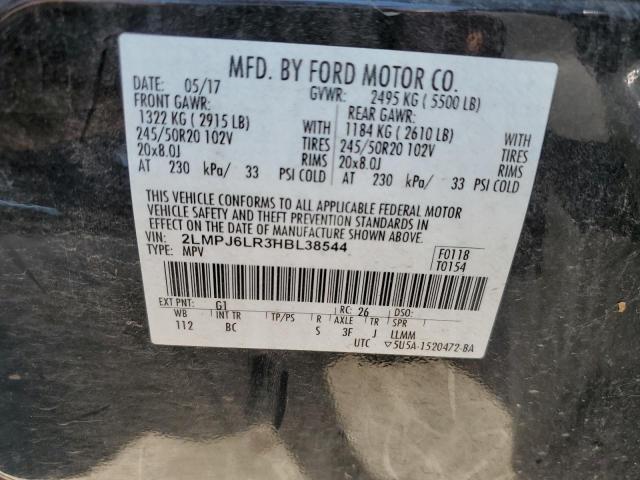 MFD. BY FORD MOTOR CO.
DATE: 05/17 GVWR: 2495 KG ( 5500 LB)
FRONT GAWR: REAR GAWR:
1322 KG ( 2915 LB) WITH 1184 KG ( 2610 LB) WITH
245/50R20 102V TIRES 245/50R20 102V TIRES
20x8.0J RIMS 20x8.0J RIMS
AT 230 kPa/ 33 PSI COLD AT 230 kPa/ 33 PSI COLD
THIS VEHICLE CONFORMS TO ALL APPLICABLE FEDERAL MOTOR
VEHICLE SAFETY AND THEFT PREVENTION STANDARDS IN
EFFECT ON THE DATE OF MANUFACTURE SHOWN ABOVE.
VIN: 2LMPJ6LR3HBL38544 F0118
TYPE: MPV T0154
EXT PNT: G1 RC: 26 DSO:
WB INT TR TP/PS R AXLE TR SPR
112 BC S 3F J LLMM
UTC ▽5U5A-1520472-BA